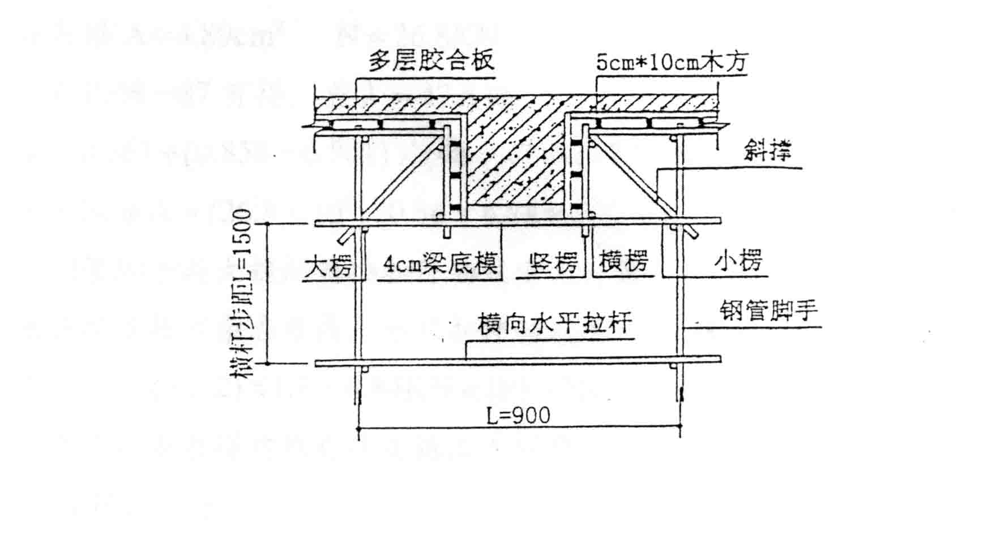 多层胶合板
5cm*10cm木方
斜撑
横杆步距L=1500
大楞
4cm梁底模
竖楞
横楞
小楞
钢管脚手
横向水平拉杆
L=900